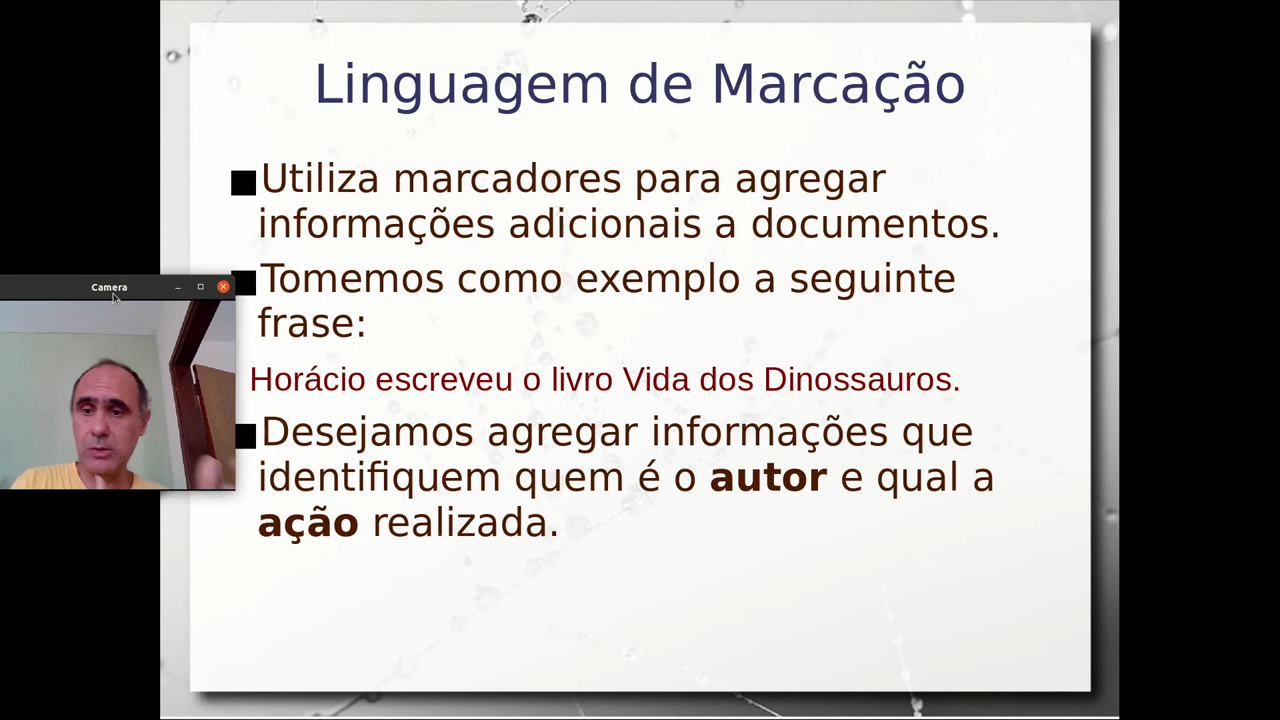 Linguagem de Marcação
Utiliza marcadores para agregar
informações adicionais a documentos.
Tomemos como exemplo a seguinte
frase:
Camera
Horácio escreveu o livro Vida dos Dinossauros.
Desejamos agregar informações que
identifiquem quem é o autor e qual a
ação realizada.